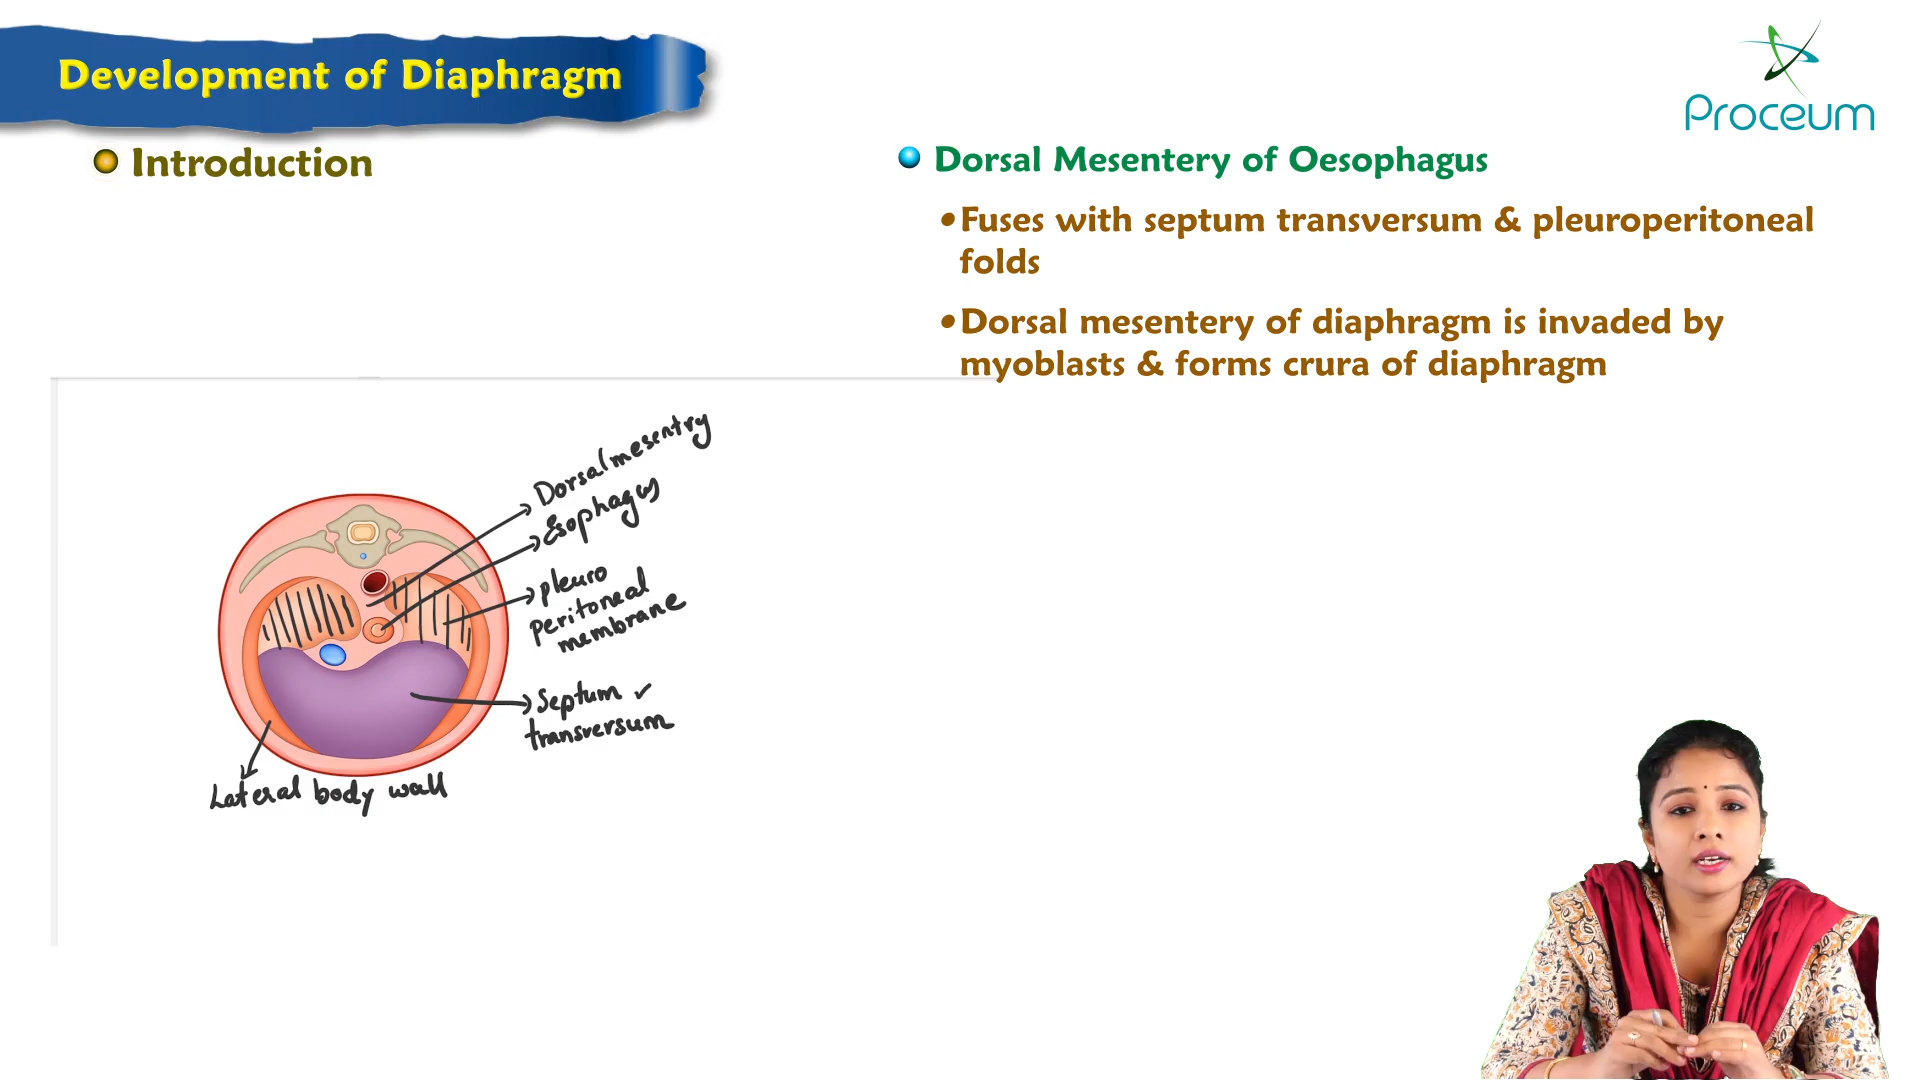 Development of Diaphragm
Proceum
Introduction
Dorsal Mesentery of Oesophagus
•Fuses with septum transversum & pleuroperitoneal
folds
•Dorsal mesentery of diaphragm is invaded by
myoblasts & forms crura of diaphragm
Dorsal mesentry
Esophagus
pleuro
peritoneal
membrane
Septum ✓
transversum
Lateral body wall